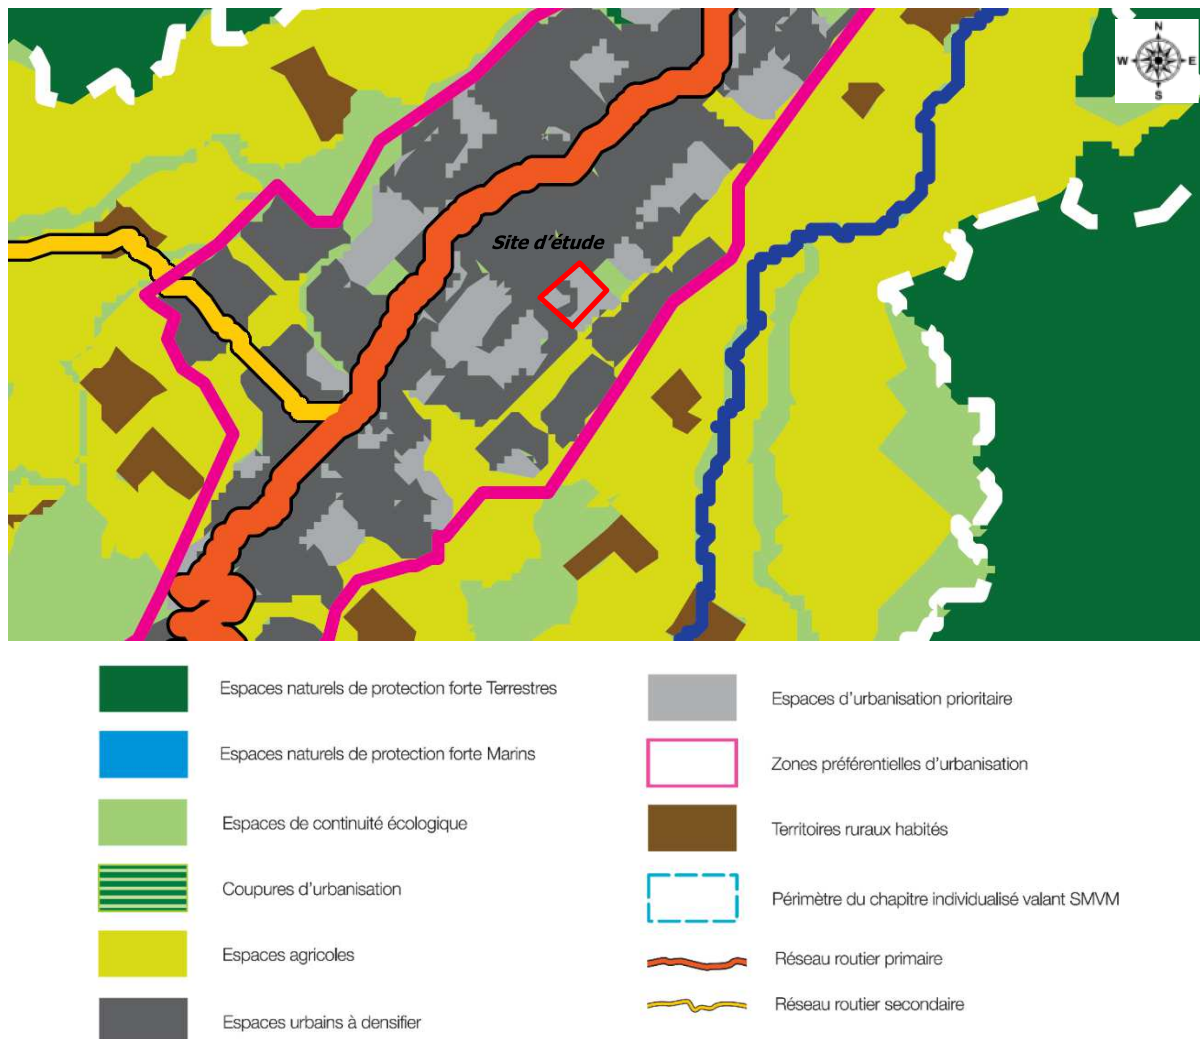 N
W E
S
Site d'étude
Espaces naturels de protection forte Terrestres
Espaces naturels de protection forte Marins
Espaces de continuité écologique
Coupures d'urbanisation
Espaces agricoles
Espaces urbains à densifier
Espaces d'urbanisation prioritaire
Zones préférentielles d'urbanisation
Territoires ruraux habités
Périmètre du chapitre individualisé valant SMVM
Réseau routier primaire
Réseau routier secondaire